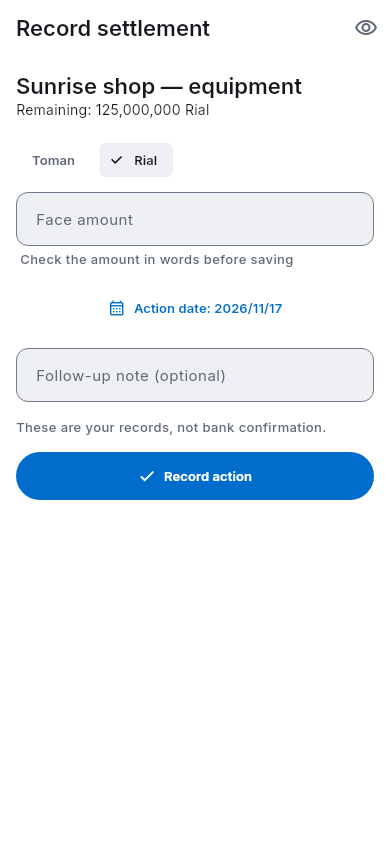 Record settlement
Sunrise shop — equipment
Remaining: 125,000,000 Rial
Toman
Rial
Face amount
Check the amount in words before saving
Action date: 2026/11/17
Follow-up note (optional)
These are your records, not bank confirmation.
Record action